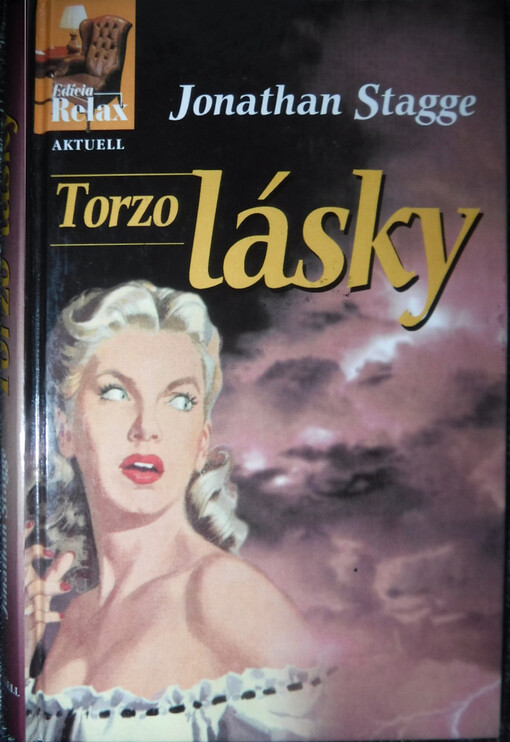 Edícia
Relax
AKTUELL
Jonathan Stagge
Torzo lásky
Torzo lásky
Jonathan Stagge